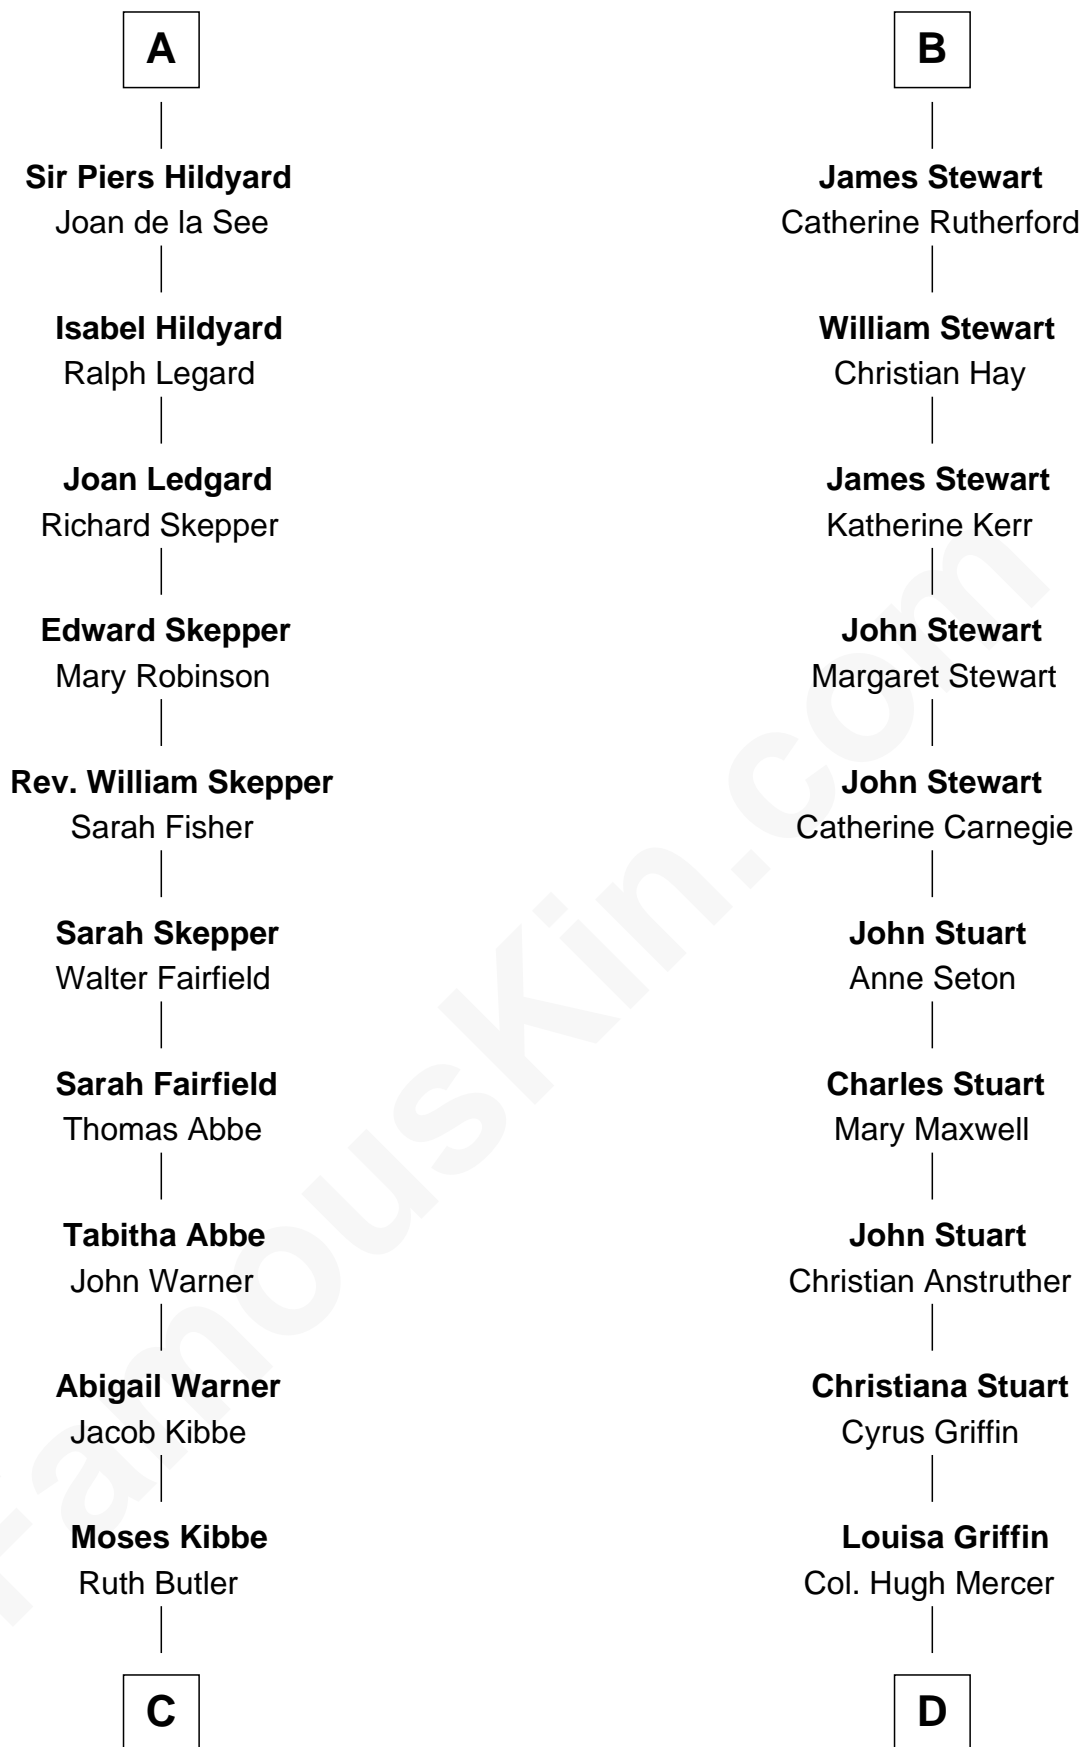 A
Sir Piers Hildyard
Joan de la See
Isabel Hildyard
Ralph Legard
Joan Ledgard
Richard Skepper
Edward Skepper
Mary Robinson
Rev. William Skepper
Sarah Fisher
Sarah Skepper
Walter Fairfield
Sarah Fairfield
Thomas Abbe
Tabitha Abbe
John Warner
Abigail Warner
Jacob Kibbe
Moses Kibbe
Ruth Butler
C
B
James Stewart
Catherine Rutherford
William Stewart
Christian Hay
James Stewart
Katherine Kerr
John Stewart
Margaret Stewart
John Stewart
Catherine Carnegie
John Stuart
Anne Seton
Charles Stuart
Mary Maxwell
John Stuart
Christian Anstruther
Christiana Stuart
Cyrus Griffin
Louisa Griffin
Col. Hugh Mercer
D
FamousKin.com